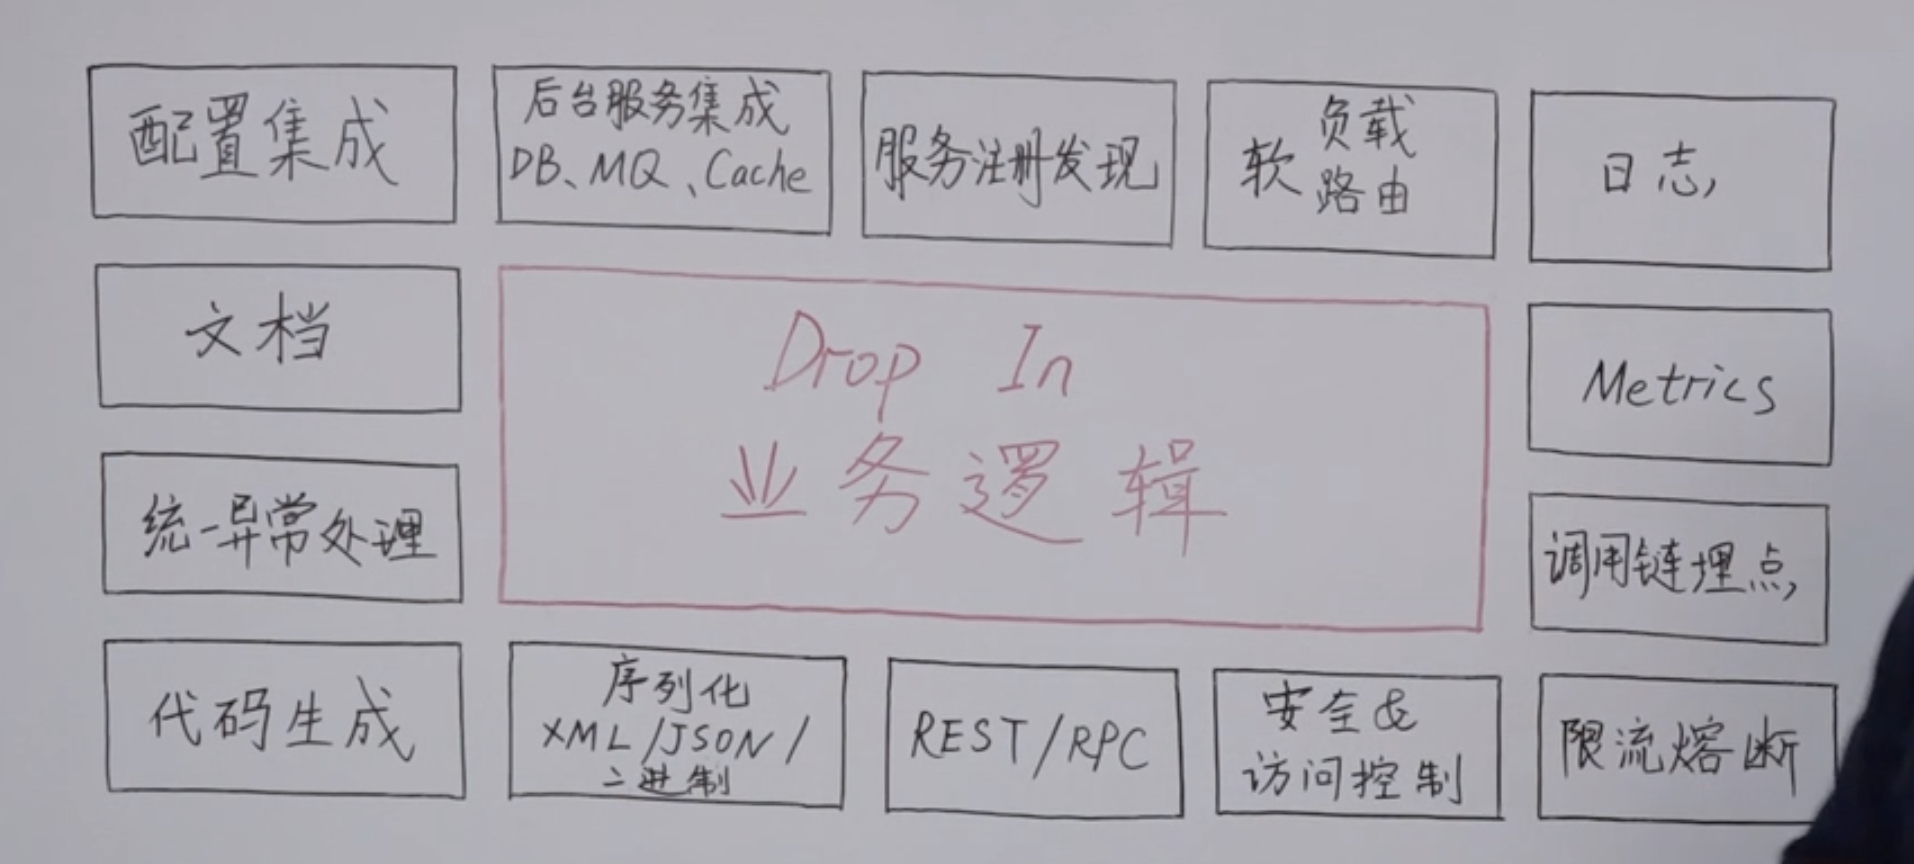 配置集成
后台服务集成
DB、MQ、Cache
服务注册发现
软
负载
路由
日志
文档
Drop In
业务逻辑
Metrics
统一异常处理
调用链埋点
代码生成
序列化
XML/JSON/
二进制
REST/RPC
安全&
访问控制
限流熔断